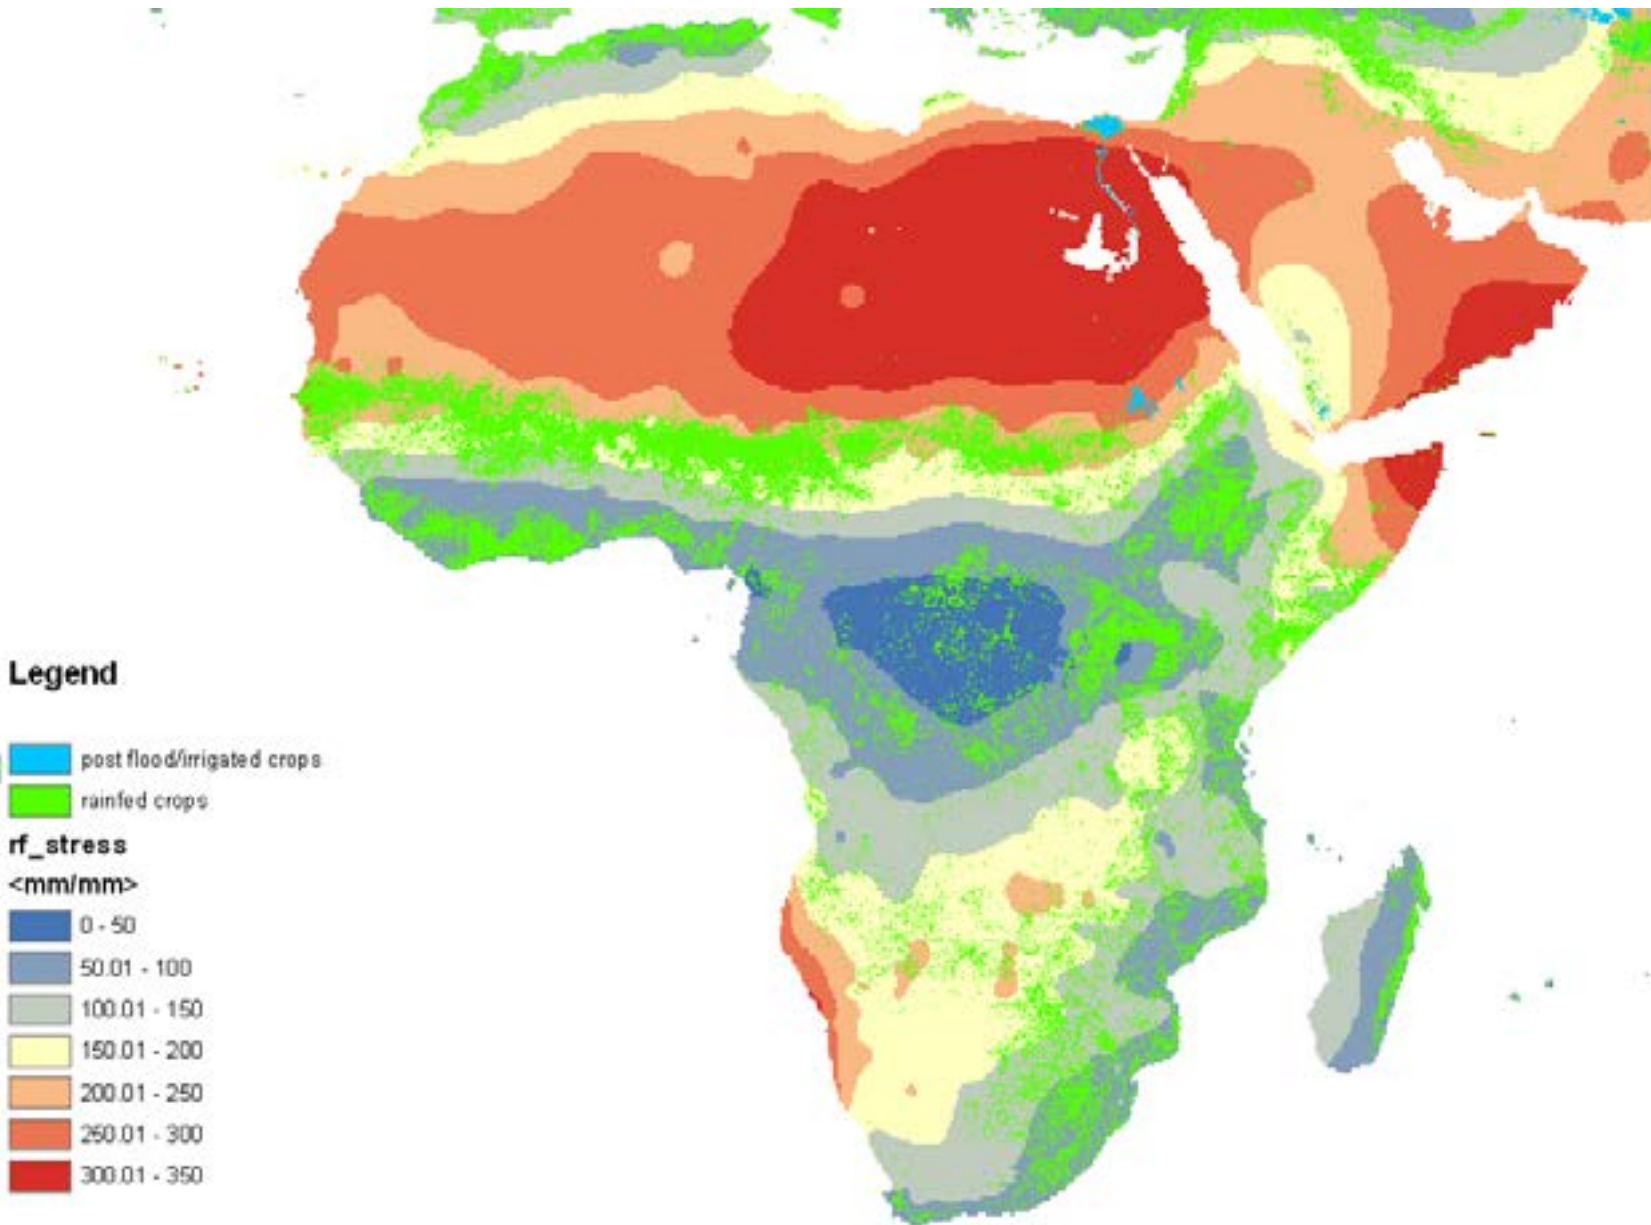 Legend
post flood/irrigated crops
rainfed crops
rf_stress
<mm/mm>
0 - 50
50.01 - 100
100.01 - 150
150.01 - 200
200.01 - 250
250.01 - 300
300.01 - 350